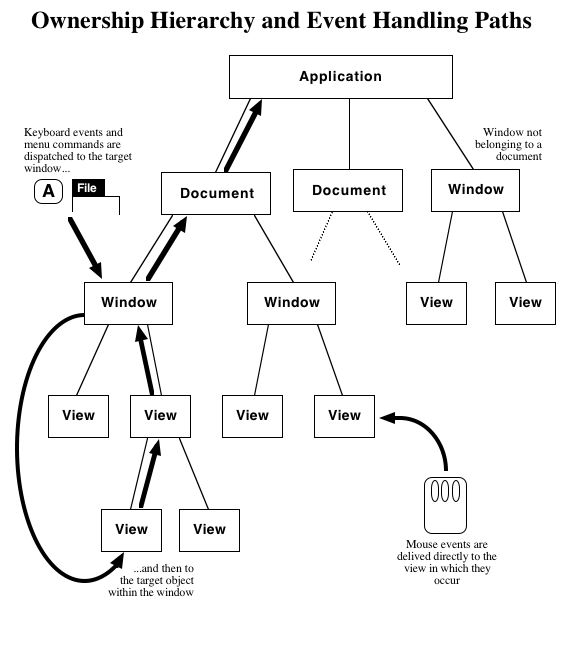 Ownership Hierarchy and Event Handling Paths
Application
Keyboard events and
menu commands are
dispatched to the target
window...
Window not
belonging to a
document
A
File
Document
Document
Window
Window
Window
View
View
View
View
View
View
View
View
...and then to
the target object
within the window
Mouse events are
delived directly to the
view in which they
occur